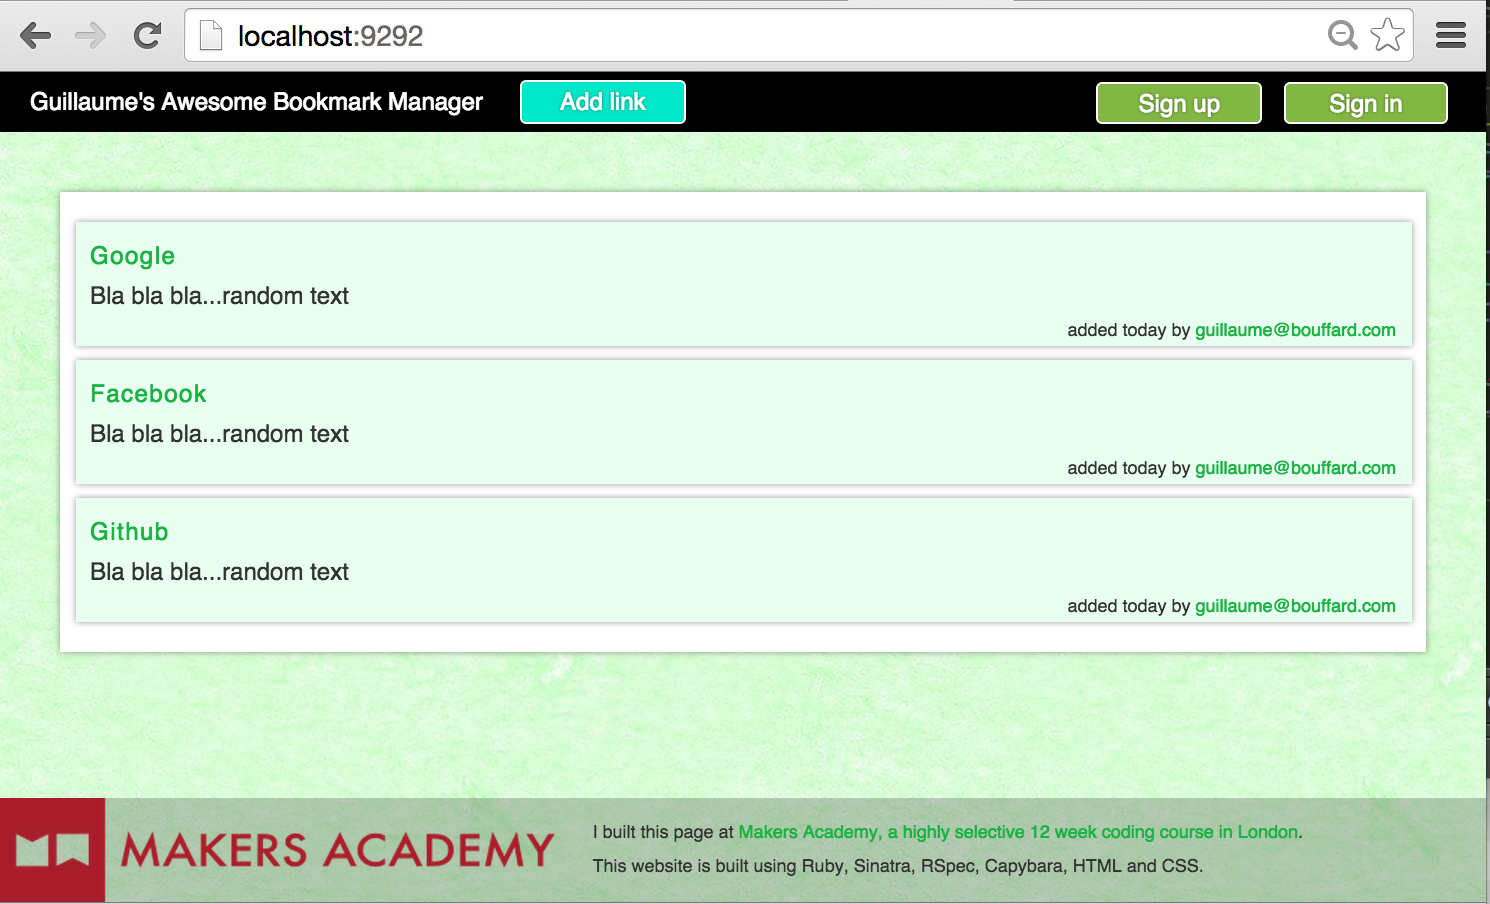 localhost:9292
Guillaume's Awesome Bookmark Manager Add link Sign up Sign in
Google
Bla bla bla...random text
added today by guillaume@bouffard.com
Facebook
Bla bla bla...random text
added today by guillaume@bouffard.com
Github
Bla bla bla...random text
added today by guillaume@bouffard.com
MAKERS ACADEMY
I built this page at Makers Academy, a highly selective 12 week coding course in London.
This website is built using Ruby, Sinatra, RSpec, Capybara, HTML and CSS.